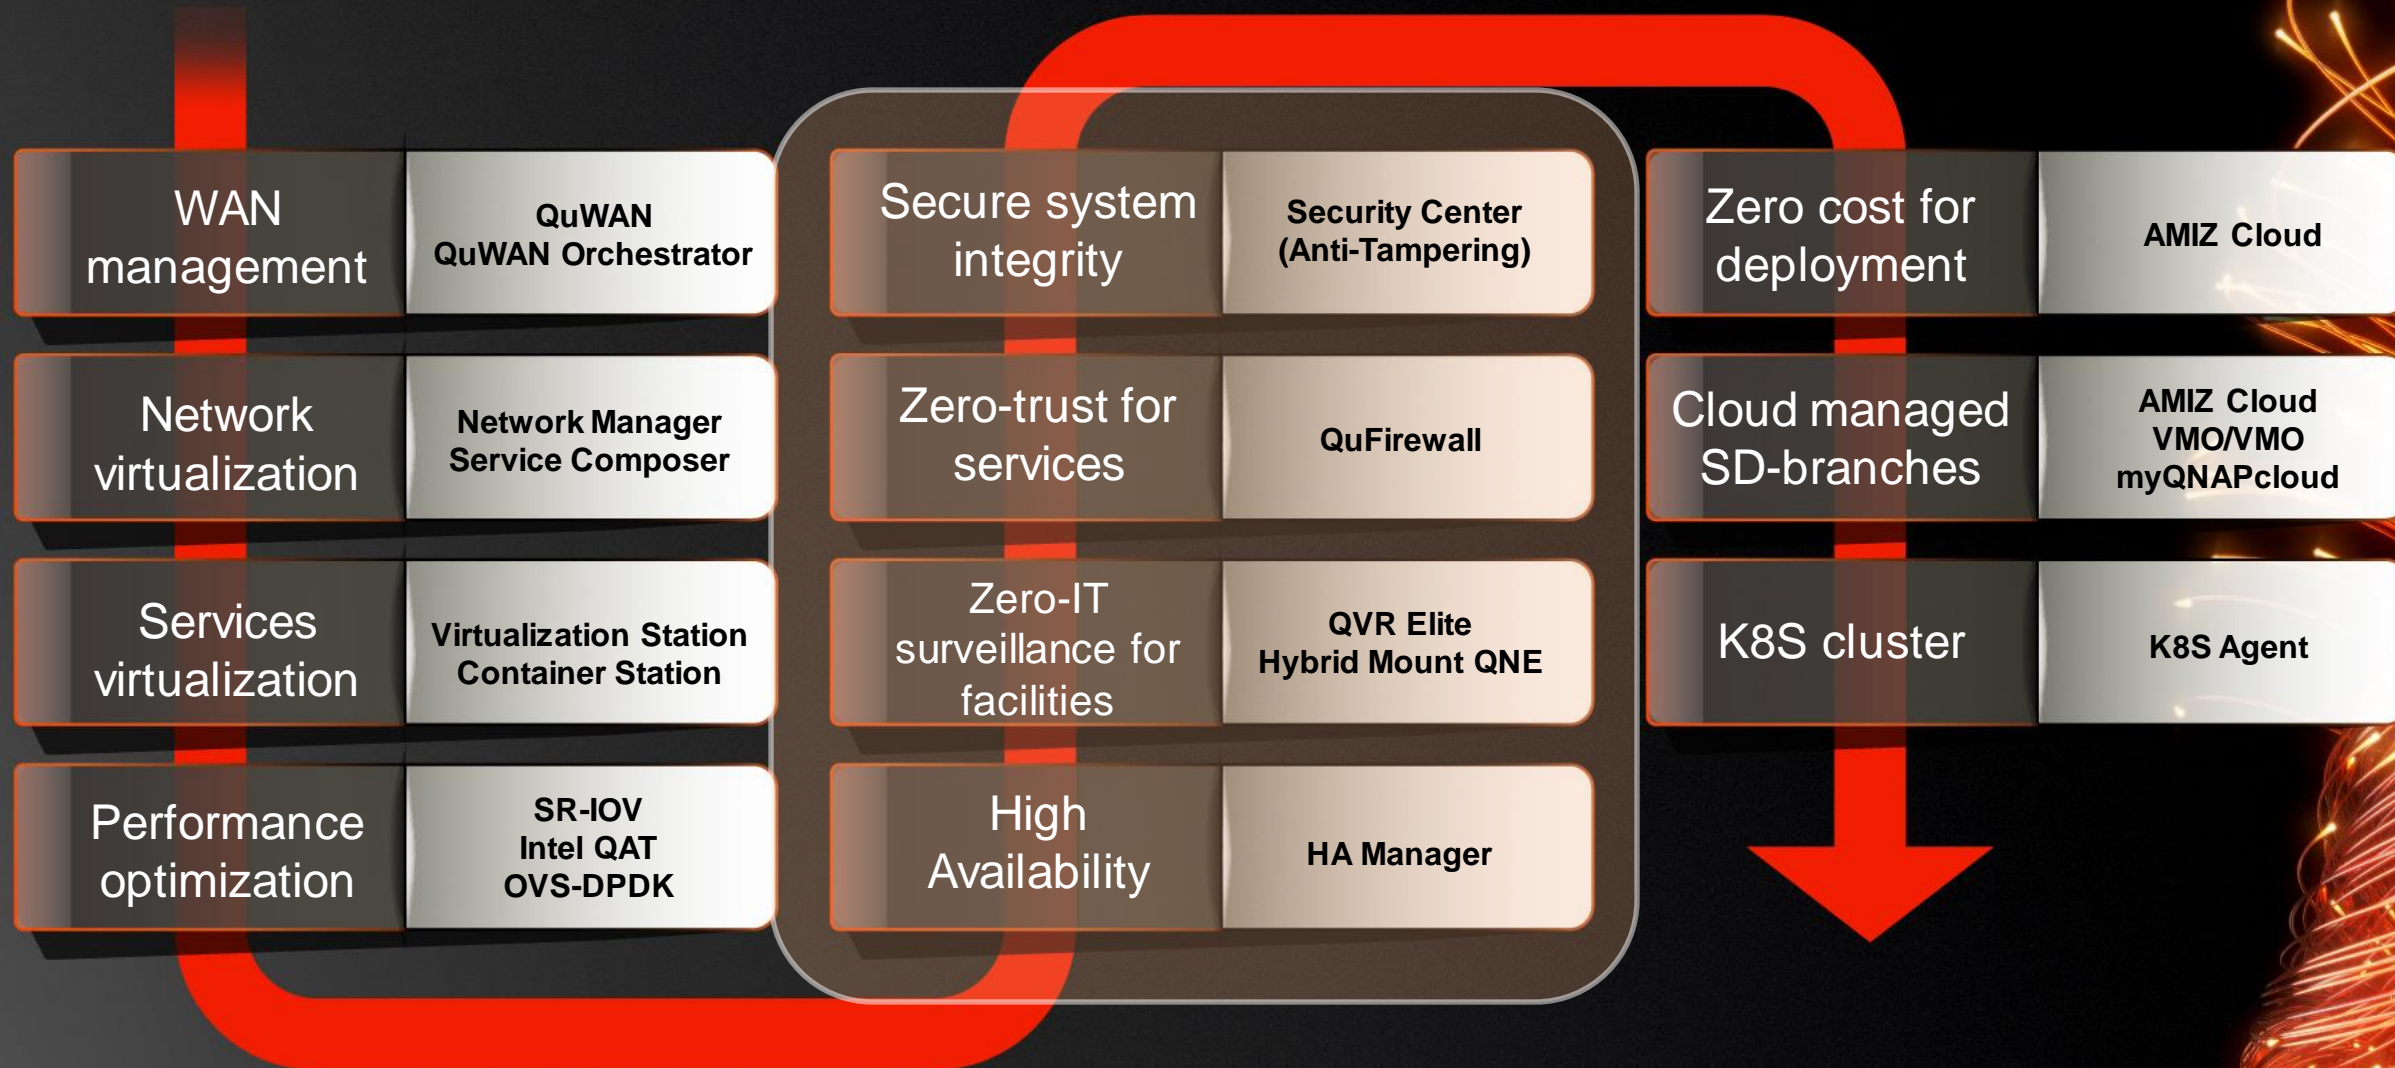 WAN
management
QuWAN
QuWAN Orchestrator
Network
virtualization
Network Manager
Service Composer
Services
virtualization
Virtualization Station
Container Station
Performance
optimization
SR-IOV
Intel QAT
OVS-DPDK
Secure system
integrity
Security Center
(Anti-Tampering)
Zero-trust for
services
QuFirewall
Zero-IT
surveillance for
facilities
QVR Elite
Hybrid Mount QNE
High
Availability
HA Manager
Zero cost for
deployment
AMIZ Cloud
Cloud managed
SD-branches
AMIZ Cloud
VMO/VMO
myQNAPcloud
K8S cluster
K8S Agent